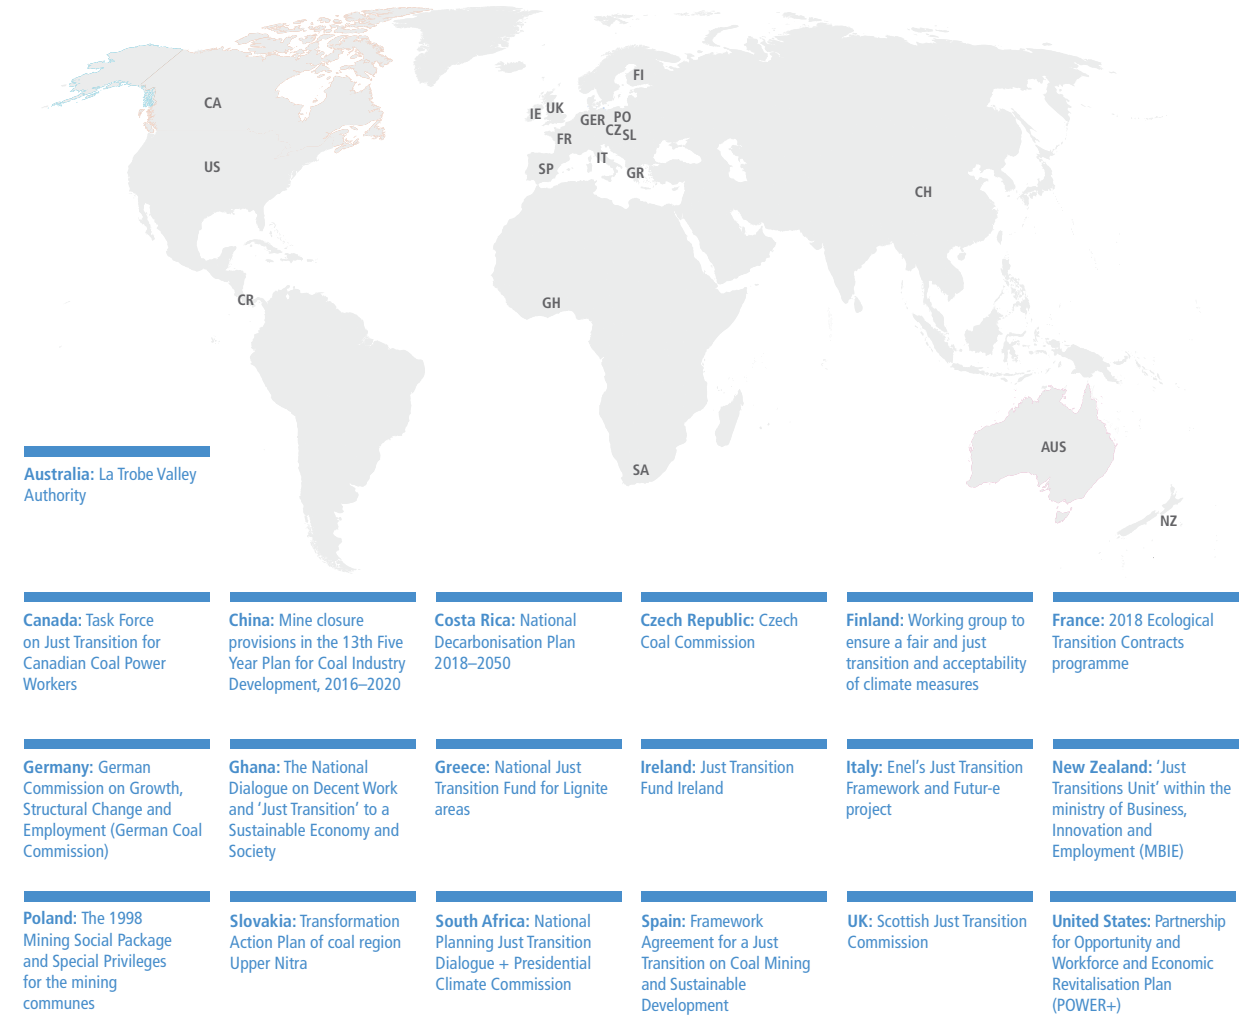 FI
CA
IE
UK
GER
PO
CZ
SL
FR
IT
US
SP
GR
CH
CR
GH
AUS
SA
NZ
Australia: La Trobe Valley
Authority
Canada: Task Force
on Just Transition for
Canadian Coal Power
Workers
China: Mine closure
provisions in the 13th Five
Year Plan for Coal Industry
Development, 2016–2020
Costa Rica: National
Decarbonisation Plan
2018–2050
Czech Republic: Czech
Coal Commission
Finland: Working group to
ensure a fair and just
transition and acceptability
of climate measures
France: 2018 Ecological
Transition Contracts
programme
Germany: German
Commission on Growth,
Structural Change and
Employment (German Coal
Commission)
Ghana: The National
Dialogue on Decent Work
and ‘Just Transition’ to a
Sustainable Economy and
Society
Greece: National Just
Transition Fund for Lignite
areas
Ireland: Just Transition
Fund Ireland
Italy: Enel’s Just Transition
Framework and Futur-e
project
New Zealand: ‘Just
Transitions Unit’ within the
ministry of Business,
Innovation and
Employment (MBIE)
Poland: The 1998
Mining Social Package
and Special Privileges
for the mining
communes
Slovakia: Transformation
Action Plan of coal region
Upper Nitra
South Africa: National
Planning Just Transition
Dialogue + Presidential
Climate Commission
Spain: Framework
Agreement for a Just
Transition on Coal Mining
and Sustainable
Development
UK: Scottish Just Transition
Commission
United States: Partnership
for Opportunity and
Workforce and Economic
Revitalisation Plan
(POWER+)